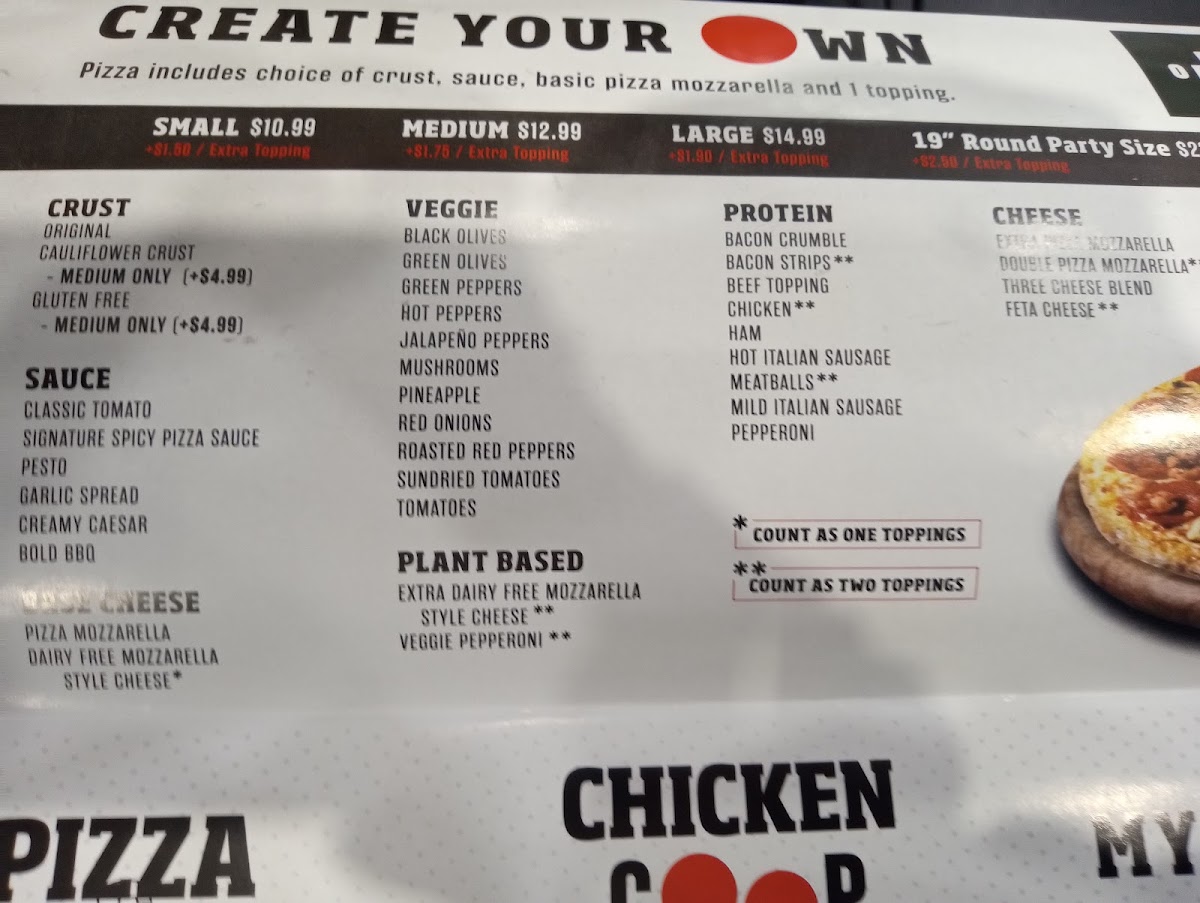 CREATE YOUR OWN
Pizza includes choice of crust, sauce, basic pizza mozzarella and 1 topping.
SMALL $10.99
+$1.50 / Extra Topping
MEDIUM $12.99
+$1.75 / Extra Topping
LARGE $14.99
+$1.90 / Extra Topping
19" Round Party Size
+$2.50 / Extra Topping
CRUST
ORIGINAL
CAULIFLOWER CRUST
- MEDIUM ONLY (+$4.99)
GLUTEN FREE
- MEDIUM ONLY (+$4.99)
SAUCE
CLASSIC TOMATO
SIGNATURE SPICY PIZZA SAUCE
PESTO
GARLIC SPREAD
CREAMY CAESAR
BOLD BBQ
BASE CHEESE
PIZZA MOZZARELLA
DAIRY FREE MOZZARELLA
STYLE CHEESE*
VEGGIE
BLACK OLIVES
GREEN OLIVES
GREEN PEPPERS
HOT PEPPERS
JALAPEÑO PEPPERS
MUSHROOMS
PINEAPPLE
RED ONIONS
ROASTED RED PEPPERS
SUNDRIED TOMATOES
TOMATOES
PLANT BASED
EXTRA DAIRY FREE MOZZARELLA
STYLE CHEESE **
VEGGIE PEPPERONI **
PROTEIN
BACON CRUMBLE
BACON STRIPS**
BEEF TOPPING
CHICKEN**
HAM
HOT ITALIAN SAUSAGE
MEATBALLS**
MILD ITALIAN SAUSAGE
PEPPERONI
* COUNT AS ONE TOPPINGS
** COUNT AS TWO TOPPINGS
CHEESE
EXTRA PIZZA MOZZARELLA
DOUBLE PIZZA MOZZARELLA**
THREE CHEESE BLEND
FETA CHEESE**
PIZZA
CHICKEN
COOP
MY